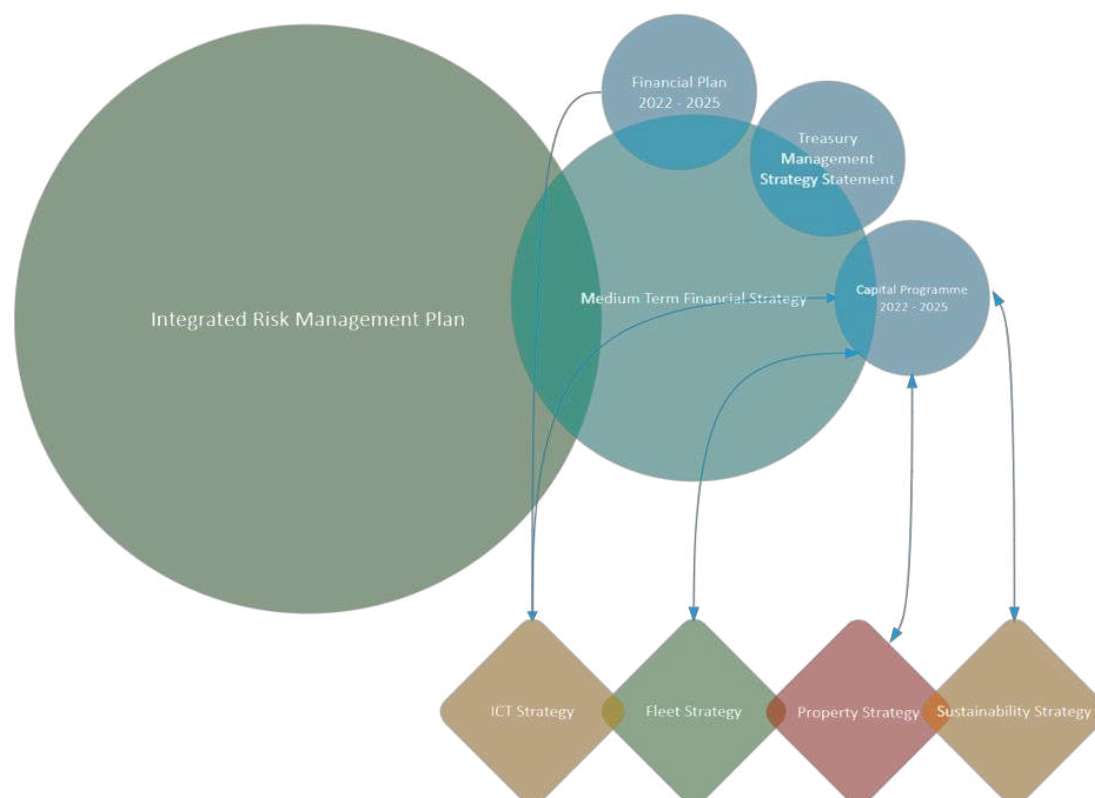 Financial Plan
2022 - 2025
Treasury
Management
Strategy Statement
Integrated Risk Management Plan
Medium Term Financial Strategy
Capital Programme
2022 - 2025
ICT Strategy
Fleet Strategy
Property Strategy
Sustainability Strategy